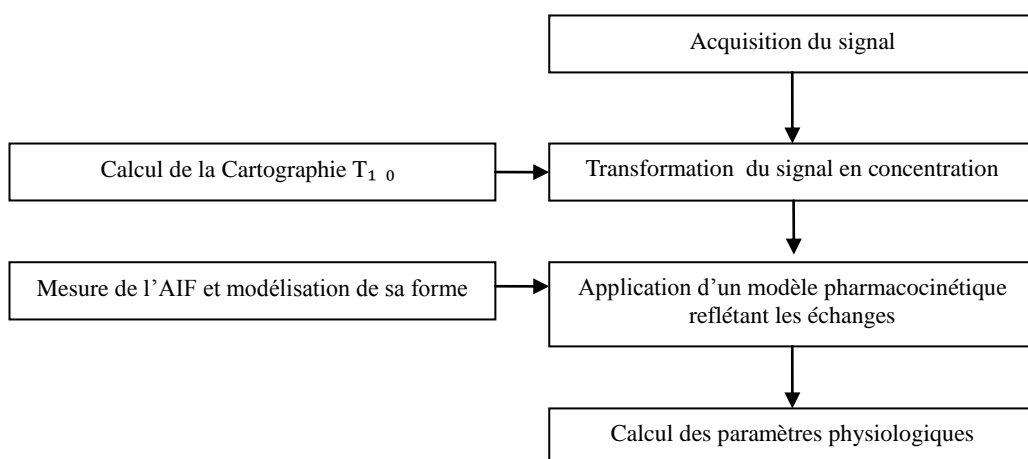 Acquisition du signal
Calcul de la Cartographie T₁ ₀
Transformation du signal en concentration
Mesure de l'AIF et modélisation de sa forme
Application d'un modèle pharmacocinétique
reflétant les échanges
Calcul des paramètres physiologiques